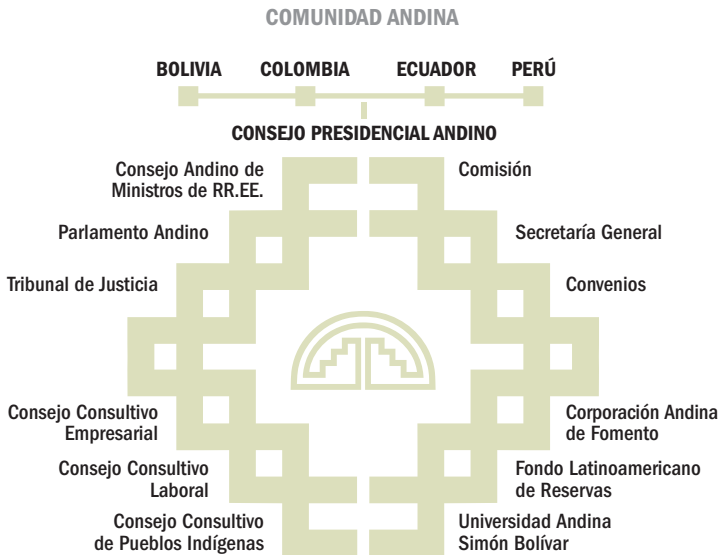 COMUNIDAD ANDINA
BOLIVIA COLOMBIA ECUADOR PERÚ
CONSEJO PRESIDENCIAL ANDINO
Consejo Andino de
Ministros de RR.EE.
Comisión
Parlamento Andino
Secretaría General
Tribunal de Justicia
Convenios
Consejo Consultivo
Empresarial
Corporación Andina
de Fomento
Consejo Consultivo
Laboral
Fondo Latinoamericano
de Reservas
Consejo Consultivo
de Pueblos Indígenas
Universidad Andina
Simón Bolívar